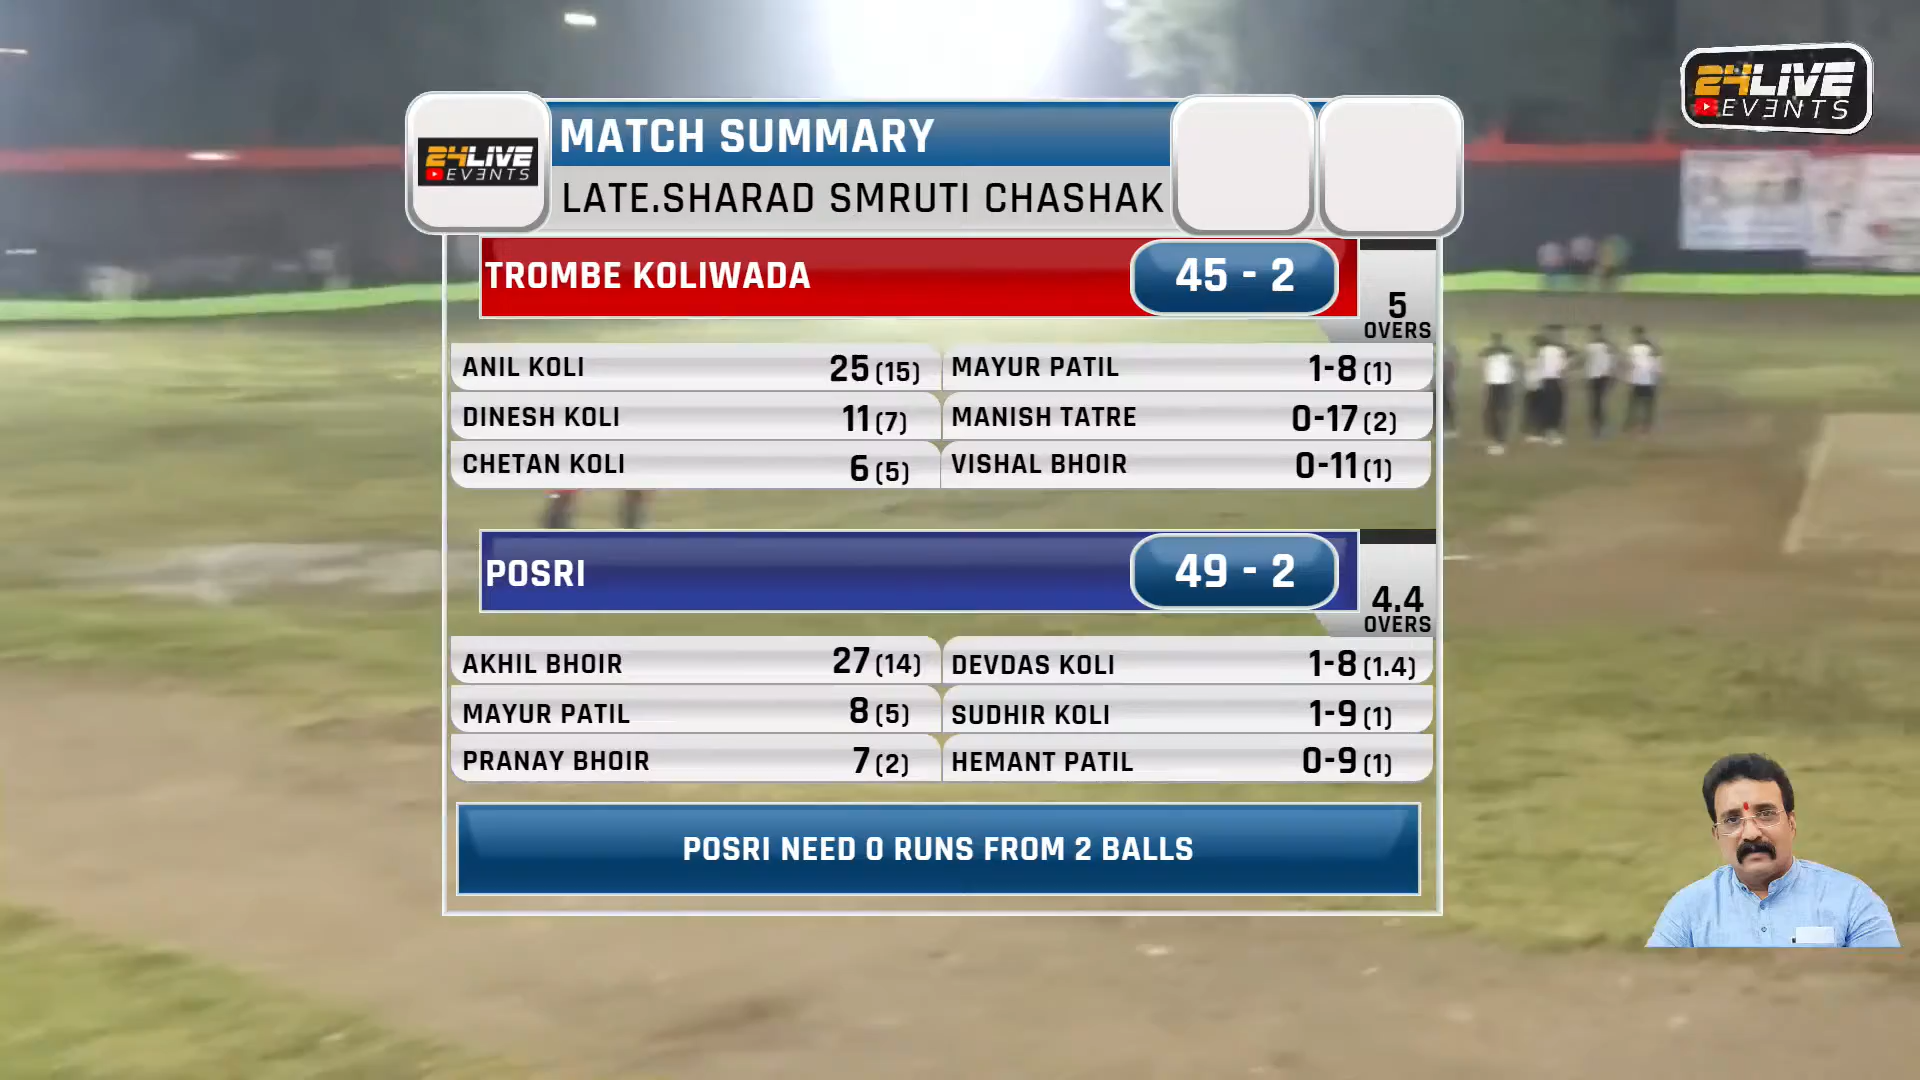 24LIVE
EVENTS
24LIVE
EVENTS
MATCH SUMMARY
LATE.SHARAD SMRUTI CHASHAK
TROMBE KOLIWADA 45 - 2
5
OVERS
ANIL KOLI 25 (15) MAYUR PATIL 1-8 (1)
DINESH KOLI 11 (7) MANISH TATRE 0-17 (2)
CHETAN KOLI 6 (5) VISHAL BHOIR 0-11 (1)
POSRI 49 - 2
4.4
OVERS
AKHIL BHOIR 27 (14) DEVDAS KOLI 1-8 (1.4)
MAYUR PATIL 8 (5) SUDHIR KOLI 1-9 (1)
PRANAY BHOIR 7 (2) HEMANT PATIL 0-9 (1)
POSRI NEED 0 RUNS FROM 2 BALLS